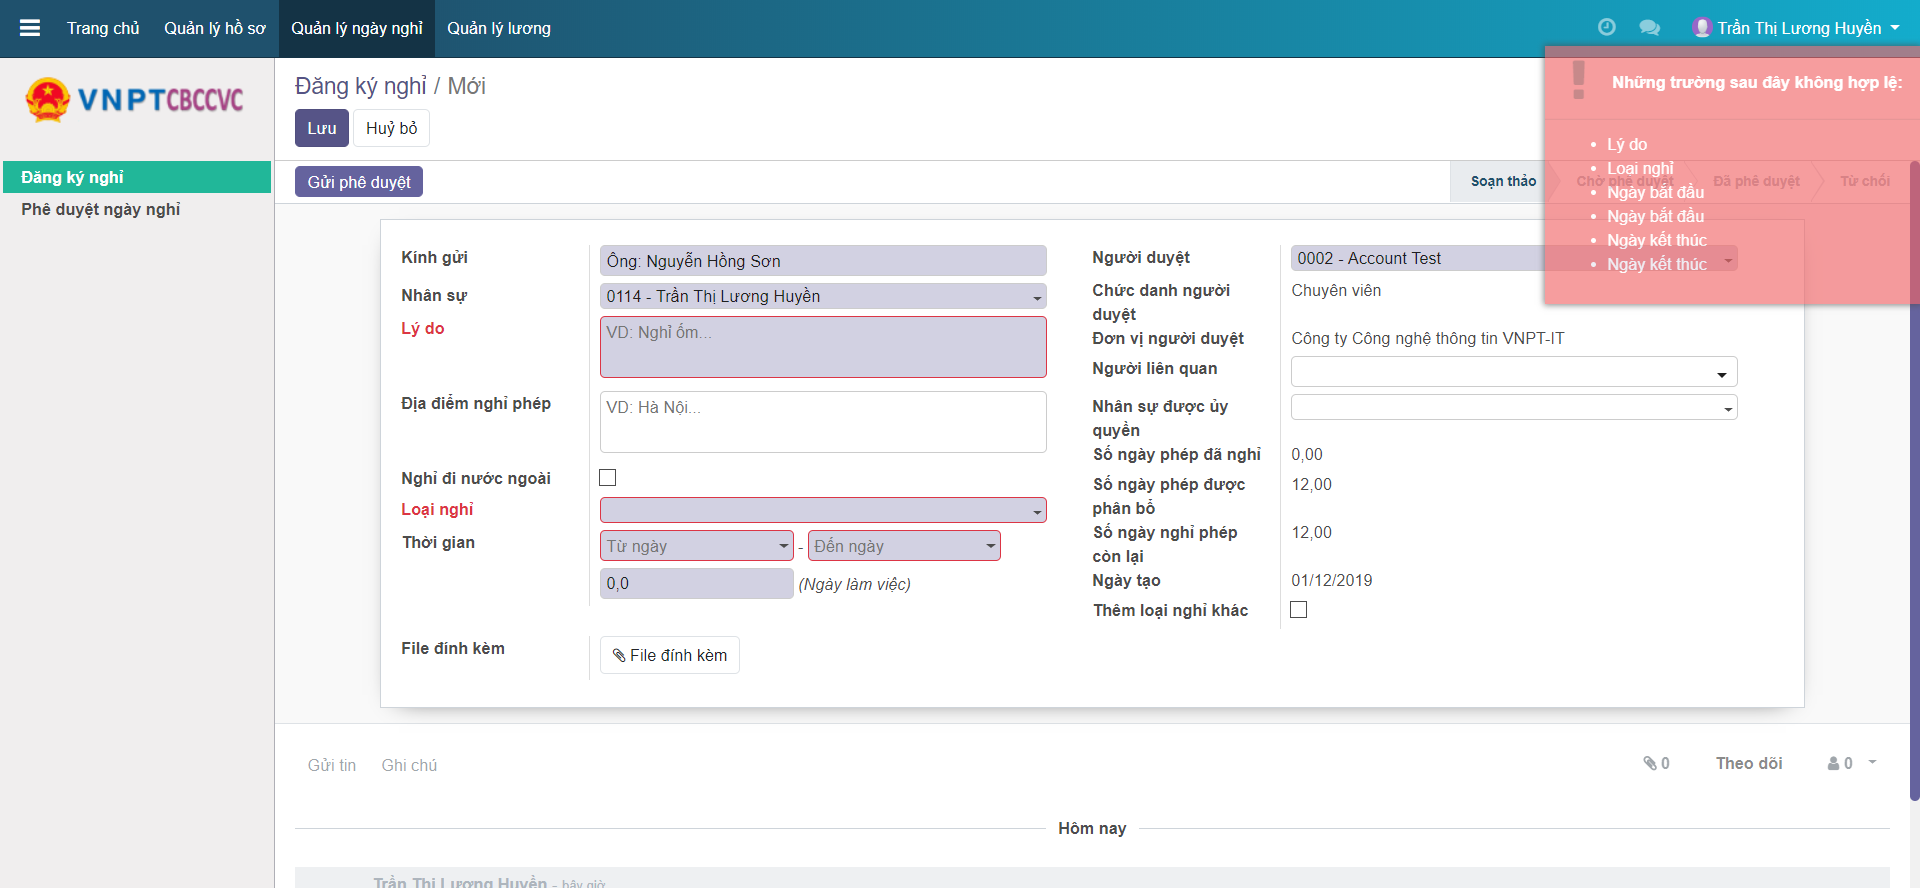 Trang chủ Quản lý hồ sơ Quản lý ngày nghỉ Quản lý lương Trần Thị Lương Huyền
VNPTCBCCVC
Đăng ký nghỉ
Phê duyệt ngày nghỉ
Đăng ký nghỉ / Mới
Lưu Huỷ bỏ
Gửi phê duyệt
Soạn thảo Chờ phê duyệt Đã phê duyệt Từ chối
Những trường sau đây không hợp lệ:
Lý do
Loại nghỉ
Ngày bắt đầu
Ngày bắt đầu
Ngày kết thúc
Ngày kết thúc
Kính gửi Ông: Nguyễn Hồng Sơn
Nhân sự 0114 - Trần Thị Lương Huyền
Lý do VD: Nghỉ ốm...
Địa điểm nghỉ phép VD: Hà Nội...
Nghỉ đi nước ngoài
Loại nghỉ
Thời gian Từ ngày - Đến ngày
0,0 (Ngày làm việc)
File đính kèm File đính kèm
Người duyệt 0002 - Account Test
Chức danh người
duyệt
Chuyên viên
Đơn vị người duyệt Công ty Công nghệ thông tin VNPT-IT
Người liên quan
Nhân sự được ủy
quyền
Số ngày phép đã nghỉ 0,00
Số ngày phép được
phân bổ
12,00
Số ngày nghỉ phép
còn lại
12,00
Ngày tạo 01/12/2019
Thêm loại nghỉ khác
Gửi tin Ghi chú 0 Theo dõi 0
Hôm nay
Trần Thị Lương Huyền - bây giờ